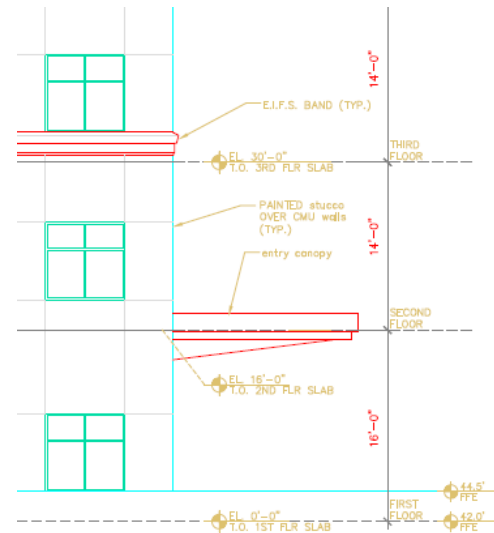 14'-0"
E.I.F.S. BAND (TYP.)
THIRD
FLOOR
EL. 30'-0"
T.O. 3RD FLR SLAB
PAINTED stucco
OVER CMU walls
(TYP.)
14'-0"
entry canopy
SECOND
FLOOR
EL. 16'-0"
T.O. 2ND FLR SLAB
16'-0"
44.5'
FFE
FIRST
FLOOR
EL. 0'-0"
T.O. 1ST FLR SLAB
42.0'
FFE